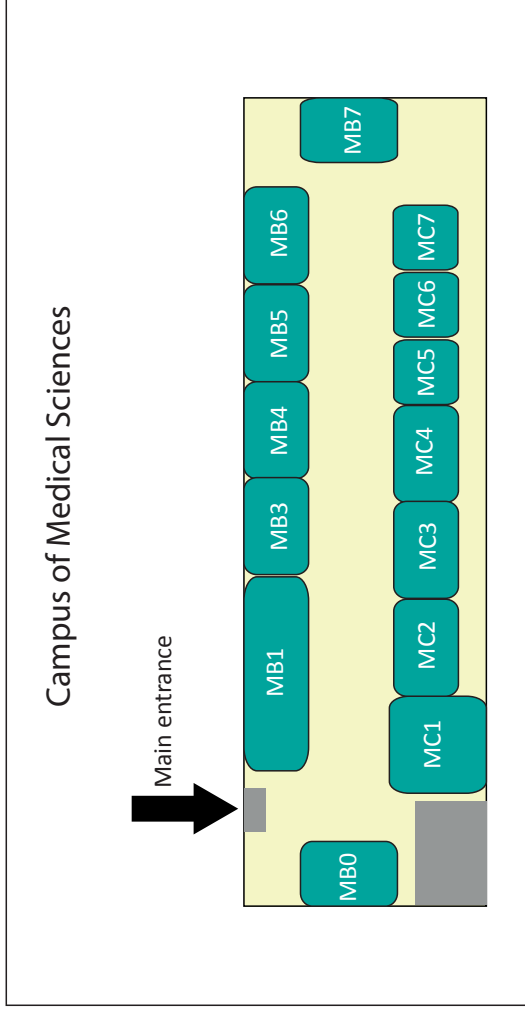 Campus of Medical Sciences
Main entrance
MB0
MB1
MB3
MB4
MB5
MB6
MB7
MC1
MC2
MC3
MC4
MC5
MC6
MC7